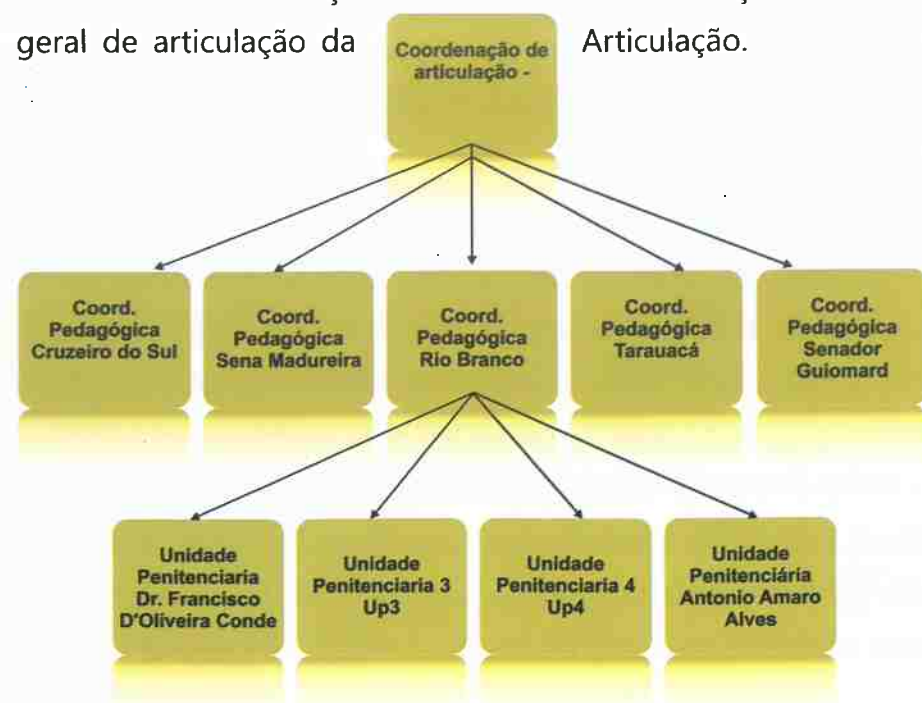 geral de articulação da
Articulação.
Coordenação de
articulação -
Coord.
Pedagógica
Cruzeiro do Sul
Coord.
Pedagógica
Sena Madureira
Coord.
Pedagógica
Rio Branco
Coord.
Pedagógica
Tarauacá
Coord.
Pedagógica
Senador
Guiomard
Unidade
Penitenciaria
Dr. Francisco
D'Oliveira Conde
Unidade
Penitenciaria 3
Up3
Unidade
Penitenciaria 4
Up4
Unidade
Penitenciária
Antonio Amaro
Alves